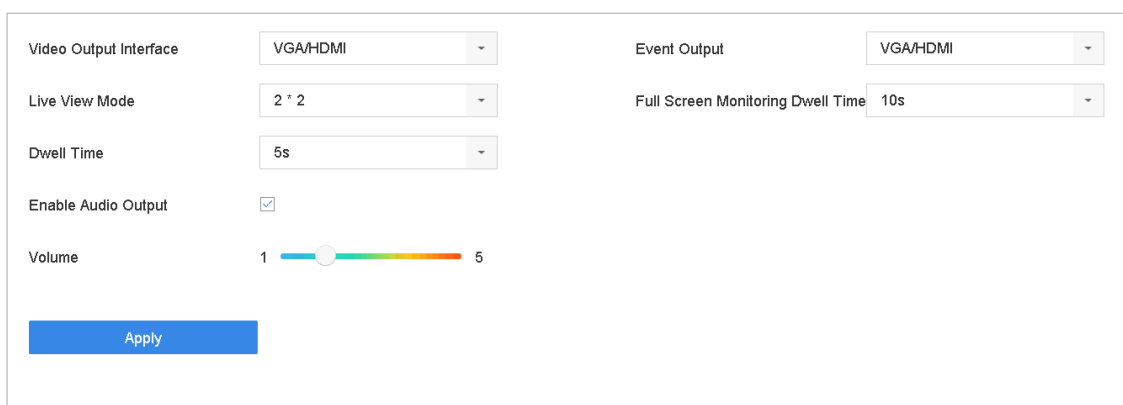 Video Output Interface VGA/HDMI Event Output VGA/HDMI
Live View Mode 2 * 2 Full Screen Monitoring Dwell Time 10s
Dwell Time 5s
Enable Audio Output
Volume 1 5
Apply